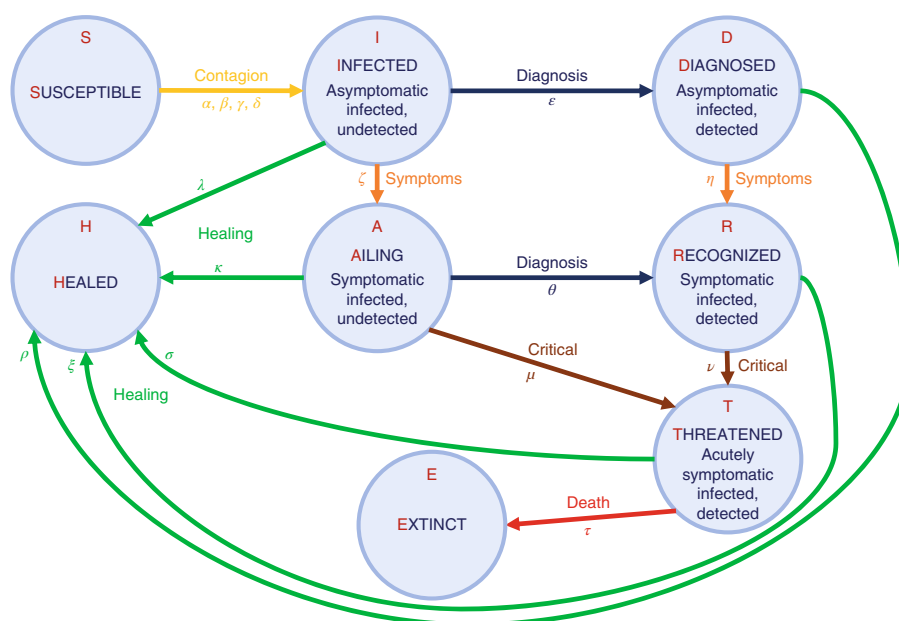 S
SUSCEPTIBLE
Contagion
α, β, γ, δ
I
INFECTED
Asymptomatic
infected,
undetected
Diagnosis
ε
D
DIAGNOSED
Asymptomatic
infected,
detected
λ
ζ Symptoms
η Symptoms
H
HEALED
Healing
κ
A
AILING
Symptomatic
infected,
undetected
Diagnosis
θ
R
RECOGNIZED
Symptomatic
infected,
detected
ρ
ξ
σ
Healing
Critical
μ
ν Critical
T
THREATENED
Acutely
symptomatic
infected,
detected
E
EXTINCT
Death
τ